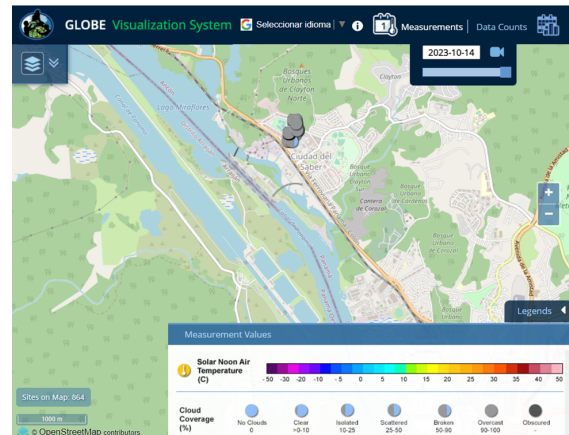 GLOBE Visualization System
Seleccionar idioma
Measurements
Data Counts
2023-10-14
Bosques
Urbanos
de Clayton
Norte
Clayton
Lago Miraflores
Ciudad del
Saber
Bosque
Urbano
Clayton
Cantera
de Corozal
Bosque
Urbano
de Cardenas
Bosque
Urbano
de Corozal
Bosque
Urbano
Legends
Measurement Values
Solar Noon Air
Temperature
(C)
-50 -30 -20 -10 -5 0 5 10 15 20 25 30 35 40 50
Sites on Map: 864
1000 m
© OpenStreetMap contributors.
Cloud
Coverage
(%)
No Clouds
0
Clear
>0-10
Isolated
10-25
Scattered
25-50
Broken
50-90
Overcast
90-100
Obscured
-